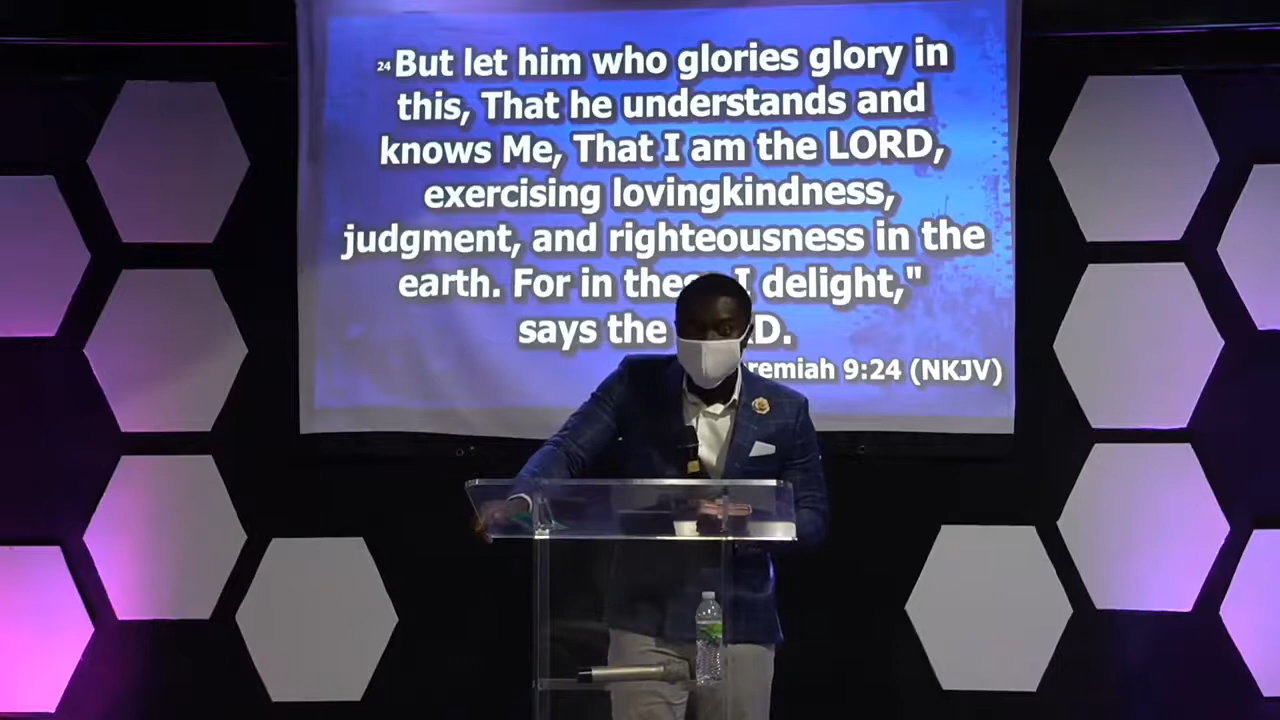 24 But let him who glories glory in
this, That he understands and
knows Me, That I am the LORD,
exercising lovingkindness,
judgment, and righteousness in the
earth. For in I delight,"
says the
9:24 (NKJV)